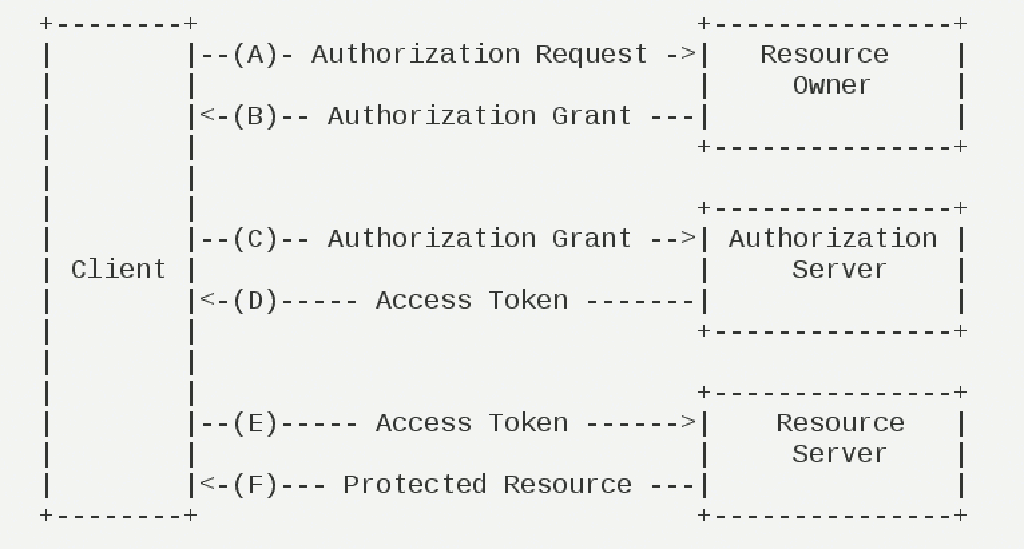 +--------+                               +---------------+
|        |--(A)- Authorization Request ->|   Resource    |
|        |                               |     Owner     |
|        |<-(B)-- Authorization Grant ---|               |
|        |                               +---------------+
|        |
|        |                               +---------------+
|        |--(C)-- Authorization Grant -->| Authorization |
| Client |                               |     Server    |
|        |<-(D)----- Access Token -------|               |
|        |                               +---------------+
|        |
|        |                               +---------------+
|        |--(E)----- Access Token ------>|    Resource   |
|        |                               |     Server    |
|        |<-(F)--- Protected Resource ---|               |
+--------+                               +---------------+